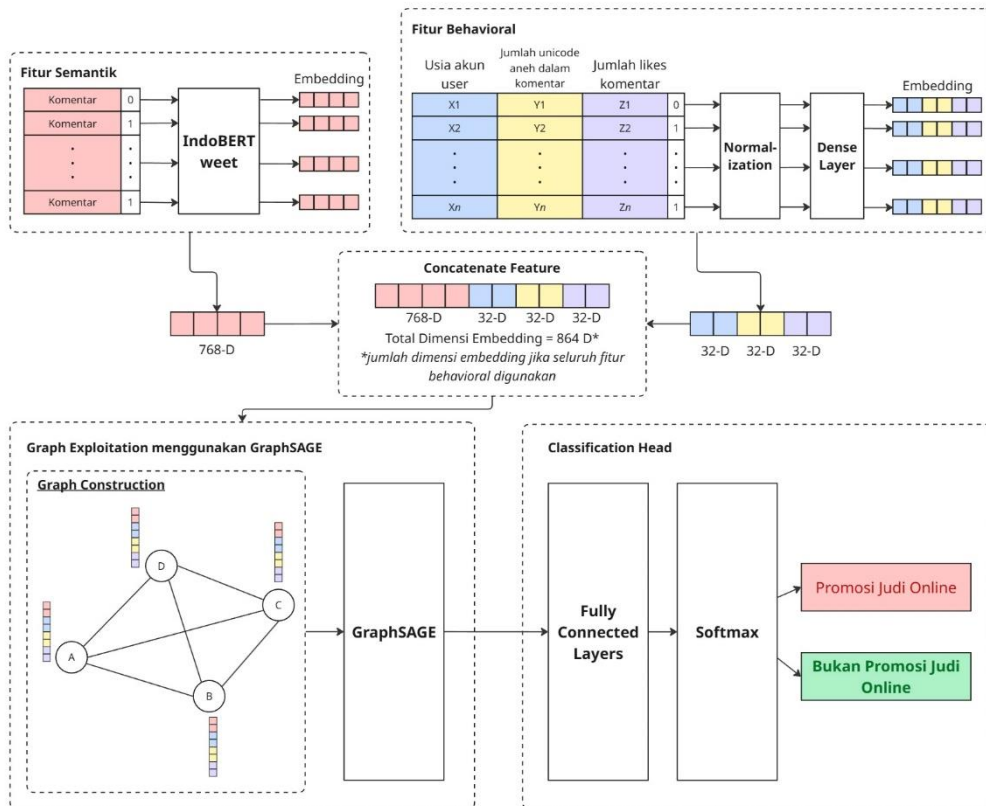 Fitur Semantik
Embedding
Komentar 0
Komentar 1
Komentar 1
IndoBERT
weet
Fitur Behavioral
Usia akun
user
Jumlah unicode
aneh dalam
komentar
Jumlah likes
komentar
Embedding
X1 Y1 Z1 0
X2 Y2 Z2 1
Xn Yn Zn 1
Normal-
ization
Dense
Layer
Concatenate Feature
768-D 32-D 32-D 32-D
Total Dimensi Embedding = 864 D*
*jumlah dimensi embedding jika seluruh fitur
behavioral digunakan
768-D
32-D 32-D 32-D
Graph Exploitation menggunakan GraphSAGE
Graph Construction
D
C
A
B
GraphSAGE
Classification Head
Fully
Connected
Layers
Softmax
Promosi Judi Online
Bukan Promosi Judi
Online